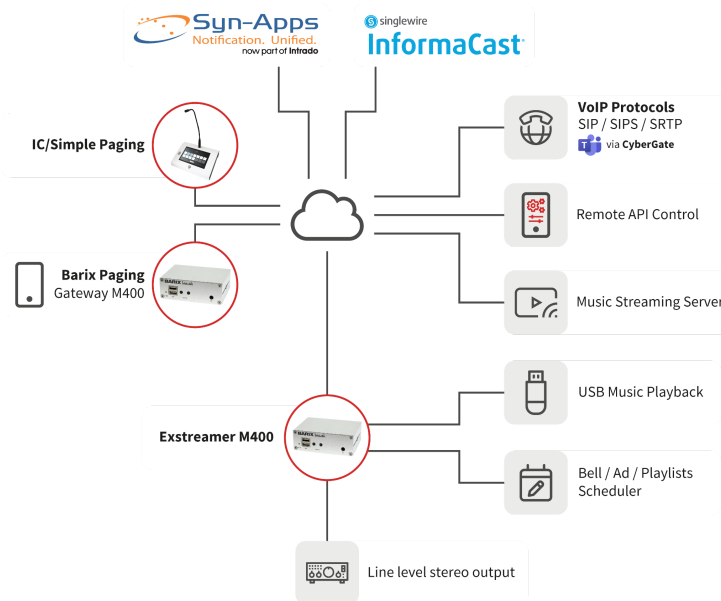 Syn-Apps
Notification. Unified.
now part of Intrado
singlewire
InformaCast
IC/Simple Paging
VoIP Protocols
SIP / SIPS / SRTP
via CyberGate
Remote API Control
Barix Paging
Gateway M400
BARIX
Music Streaming Server
USB Music Playback
Exstreamer M400
BARIX
Bell / Ad / Playlists
Scheduler
Line level stereo output